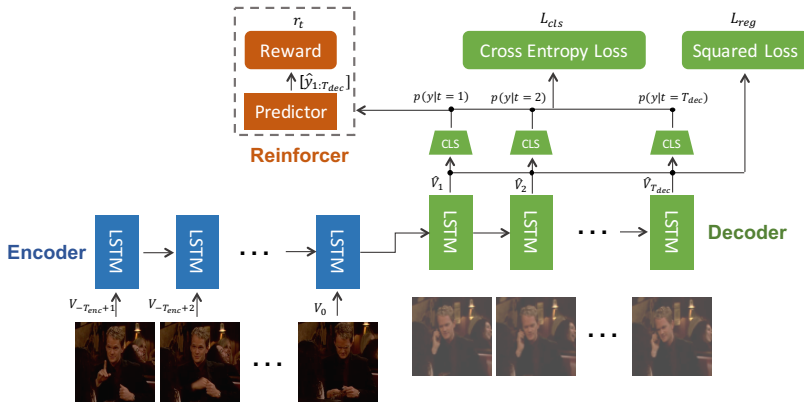 r_t
L_cls
L_reg
Reward
Cross Entropy Loss
Squared Loss
[ŷ_{1:T_dec}]
Predictor
p(y|t = 1)
p(y|t = 2)
p(y|t = T_dec)
Reinforcer
CLS
CLS
CLS
V̂_1
V̂_2
V̂_{T_dec}
Encoder
LSTM
LSTM
...
LSTM
LSTM
LSTM
...
LSTM
Decoder
V_{-T_enc+1}
V_{-T_enc+2}
V_0
...
...